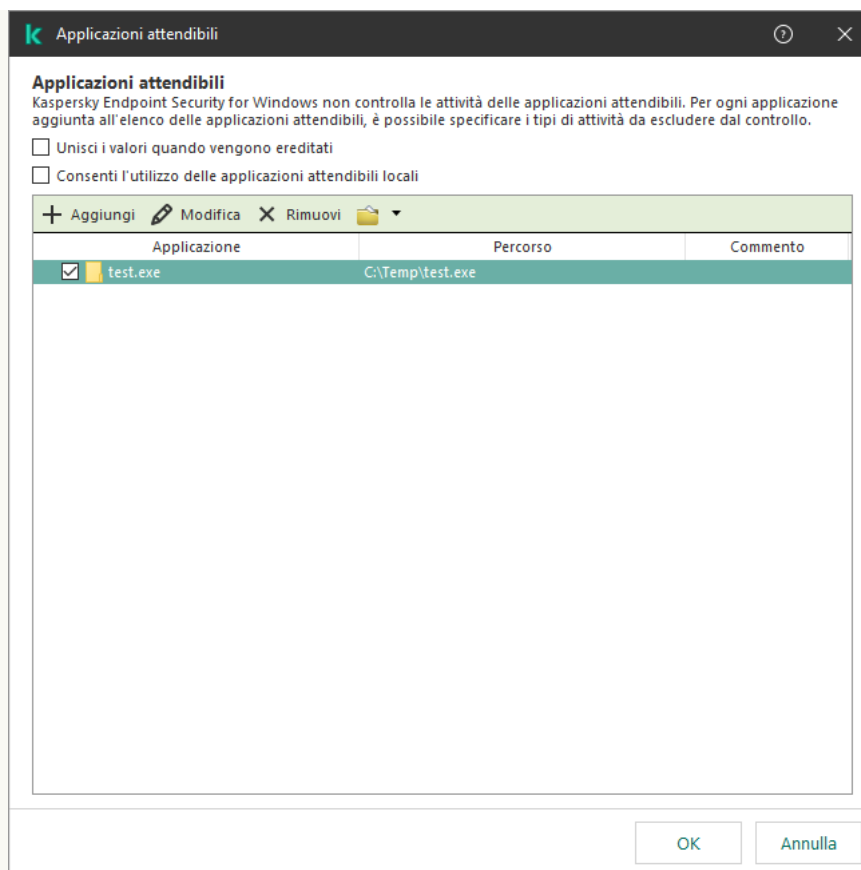 Applicazioni attendibili
Applicazioni attendibili
Kaspersky Endpoint Security for Windows non controlla le attività delle applicazioni attendibili. Per ogni applicazione
aggiunta all'elenco delle applicazioni attendibili, è possibile specificare i tipi di attività da escludere dal controllo.
Unisci i valori quando vengono ereditati
Consenti l'utilizzo delle applicazioni attendibili locali
Aggiungi Modifica Rimuovi
Applicazione Percorso Commento
test.exe C:\Temp\test.exe
OK Annulla